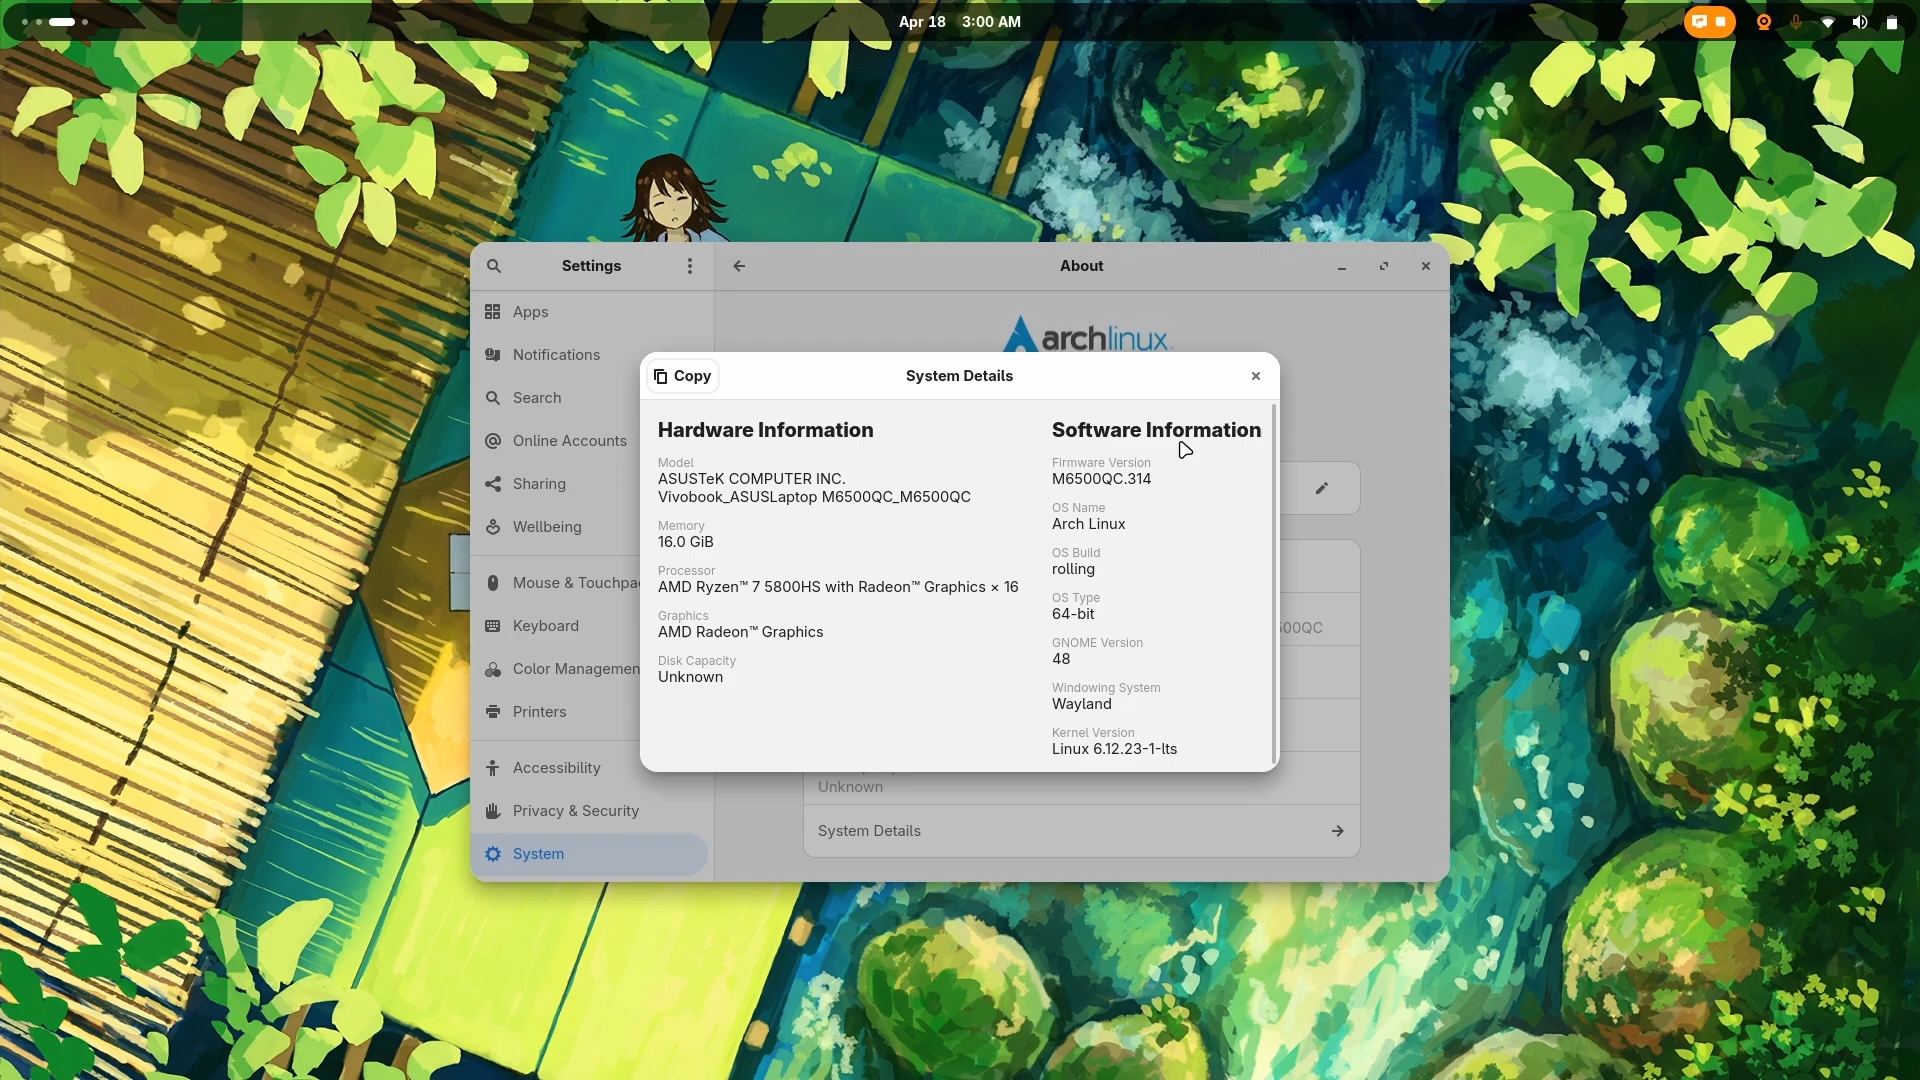 Apr 18 3:00 AM
Settings
About
Apps
Notifications
Search
Online Accounts
Sharing
Wellbeing
Mouse & Touchpa
Keyboard
Color Managemen
Printers
Accessibility
Privacy & Security
System
archlinux
Copy
System Details
Hardware Information
Model
ASUSTeK COMPUTER INC.
Vivobook_ASUSLaptop M6500QC_M6500QC
Memory
16.0 GiB
Processor
AMD Ryzen™ 7 5800HS with Radeon™ Graphics × 16
Graphics
AMD Radeon™ Graphics
Disk Capacity
Unknown
Software Information
Firmware Version
M6500QC.314
OS Name
Arch Linux
OS Build
rolling
OS Type
64-bit
GNOME Version
48
Windowing System
Wayland
Kernel Version
Linux 6.12.23-1-lts
500QC
Unknown
System Details